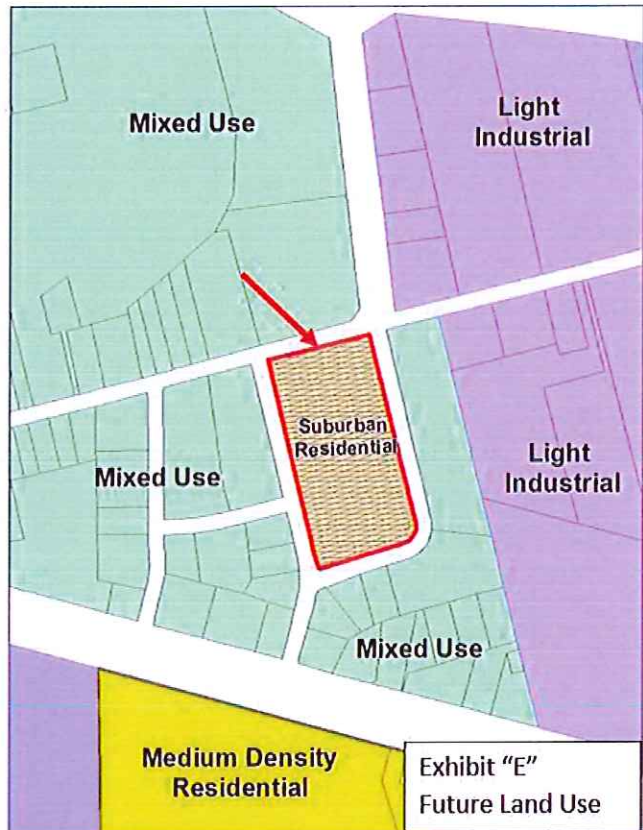 Mixed Use
Light
Industrial
Suburban
Residential
Mixed Use
Light
Industrial
Mixed Use
Medium Density
Residential
Exhibit "E"
Future Land Use